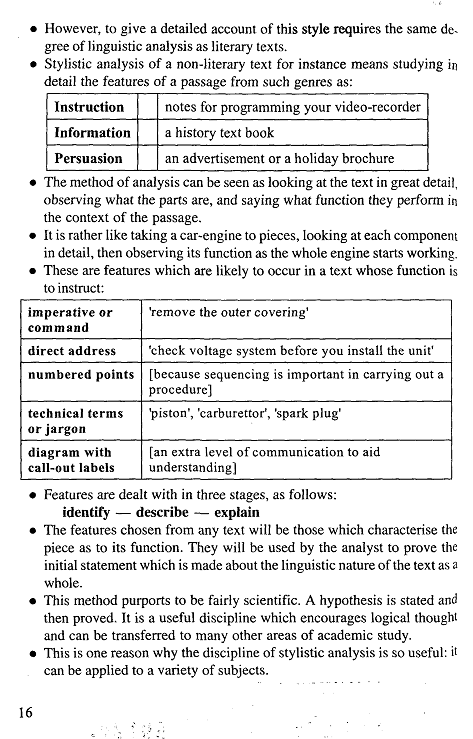 • However, to give a detailed account of this style requires the same de-
gree of linguistic analysis as literary texts.
• Stylistic analysis of a non-literary text for instance means studying in
detail the features of a passage from such genres as:
Instruction notes for programming your video-recorder
Information a history text book
Persuasion an advertisement or a holiday brochure
• The method of analysis can be seen as looking at the text in great detail,
observing what the parts are, and saying what function they perform in
the context of the passage.
• It is rather like taking a car-engine to pieces, looking at each component
in detail, then observing its function as the whole engine starts working.
• These are features which are likely to occur in a text whose function is
to instruct:
imperative or 'remove the outer covering'
command
direct address 'check voltage system before you install the unit'
numbered points [because sequencing is important in carrying out a
procedure]
technical terms 'piston', 'carburettor', 'spark plug'
or jargon
diagram with [an extra level of communication to aid
call-out labels understanding]
• Features are dealt with in three stages, as follows:
identify — describe — explain
• The features chosen from any text will be those which characterise the
piece as to its function. They will be used by the analyst to prove the
initial statement which is made about the linguistic nature of the text as a
whole.
• This method purports to be fairly scientific. A hypothesis is stated and
then proved. It is a useful discipline which encourages logical thought
and can be transferred to many other areas of academic study.
• This is one reason why the discipline of stylistic analysis is so useful: it
can be applied to a variety of subjects.
16